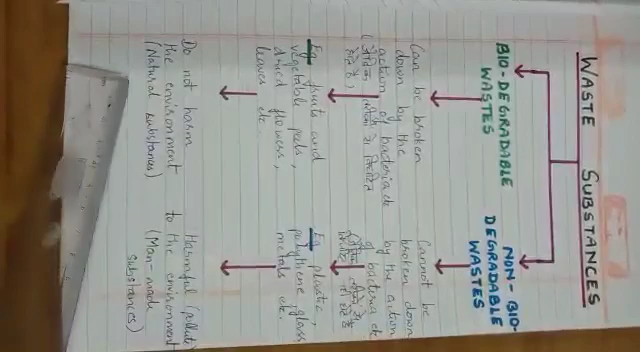 WASTE SUBSTANCES
BIO-DEGRADABLE
WASTES
Can be broken
down by the
action of bacteria etc
Eg fruits and
vegetable peels,
dried flowers,
leaves etc.
Do not harm
the environment
(Natural substances)
NON-BIO-
DEGRADABLE
WASTES
Cannot be
broken down
by the action
of bacteria etc.
Eg plastic,
polythene glass,
metals etc.
Harmful (pollute)
to the environment
(Man-made
substances)